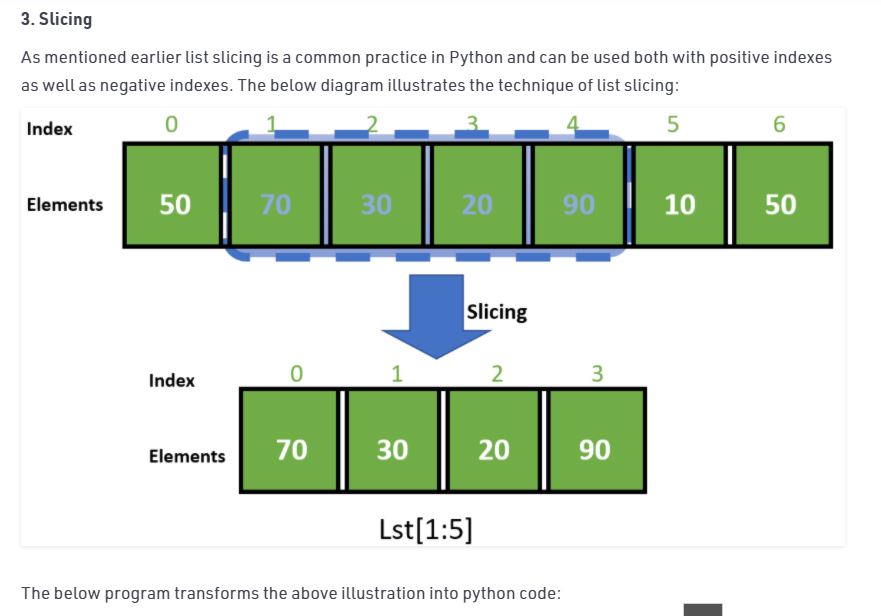 3. Slicing
As mentioned earlier list slicing is a common practice in Python and can be used both with positive indexes
as well as negative indexes. The below diagram illustrates the technique of list slicing:
Index 0 1 2 3 4 5 6
Elements 50 70 30 20 90 10 50
Slicing
Index 0 1 2 3
Elements 70 30 20 90
Lst[1:5]
The below program transforms the above illustration into python code: